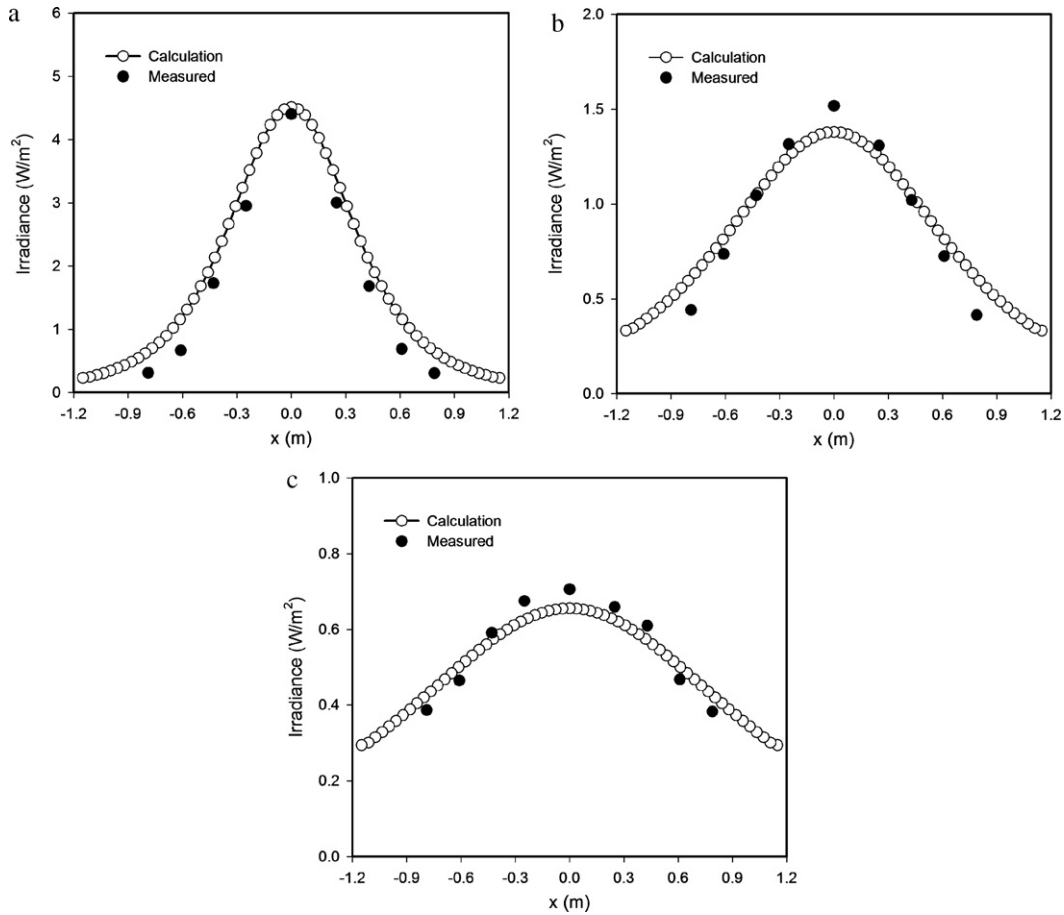 a
6
5
4
3
2
1
0
Irradiance (W/m²)
Calculation
Measured
-1.2 -0.9 -0.6 -0.3 0.0 0.3 0.6 0.9 1.2
x (m)
b
2.0
1.5
1.0
0.5
0.0
Irradiance (W/m²)
Calculation
Measured
-1.2 -0.9 -0.6 -0.3 0.0 0.3 0.6 0.9 1.2
x (m)
c
1.0
0.8
0.6
0.4
0.2
0.0
Irradiance (W/m²)
Calculation
Measured
-1.2 -0.9 -0.6 -0.3 0.0 0.3 0.6 0.9 1.2
x (m)